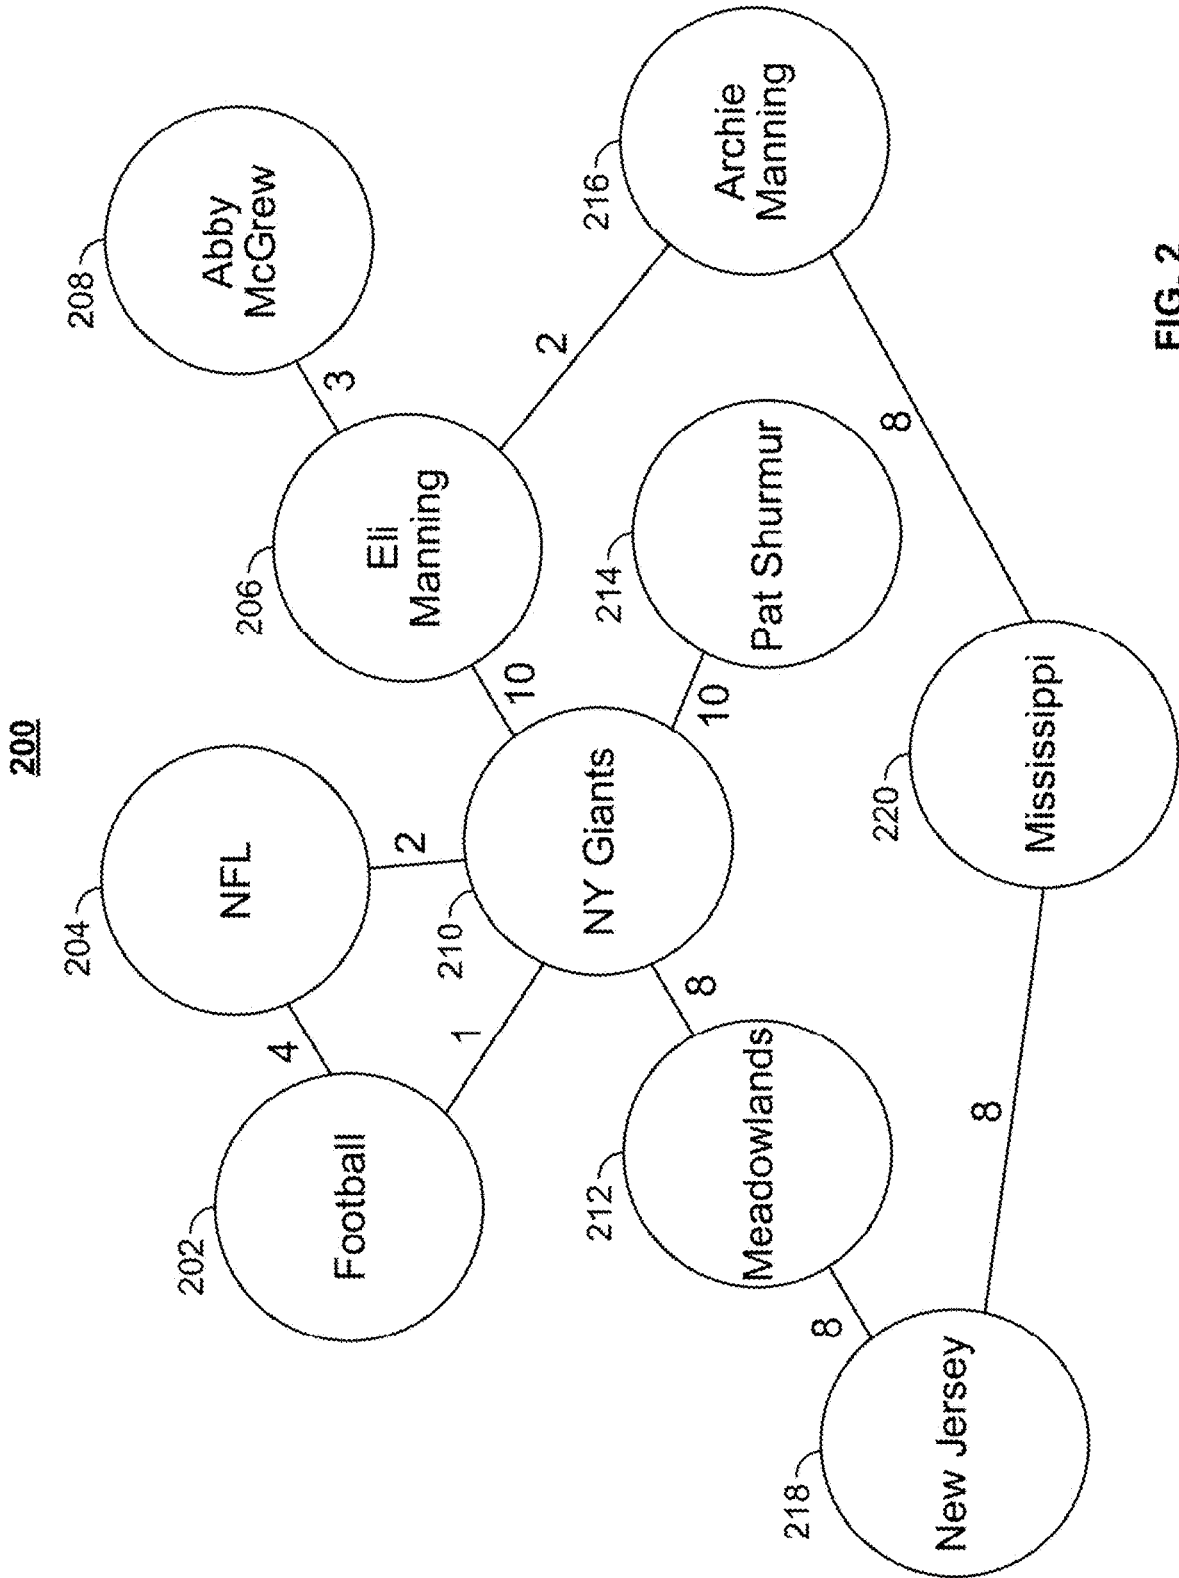 200
208
Abby
McGrew
204
NFL
3
206
Eli
Manning
216
Archie
Manning
202
Football
4
2
10
2
1
210
NY Giants
214
Pat Shurmur
10
8
212
Meadowlands
8
8
218
New Jersey
220
Mississippi
8
FIG. 2